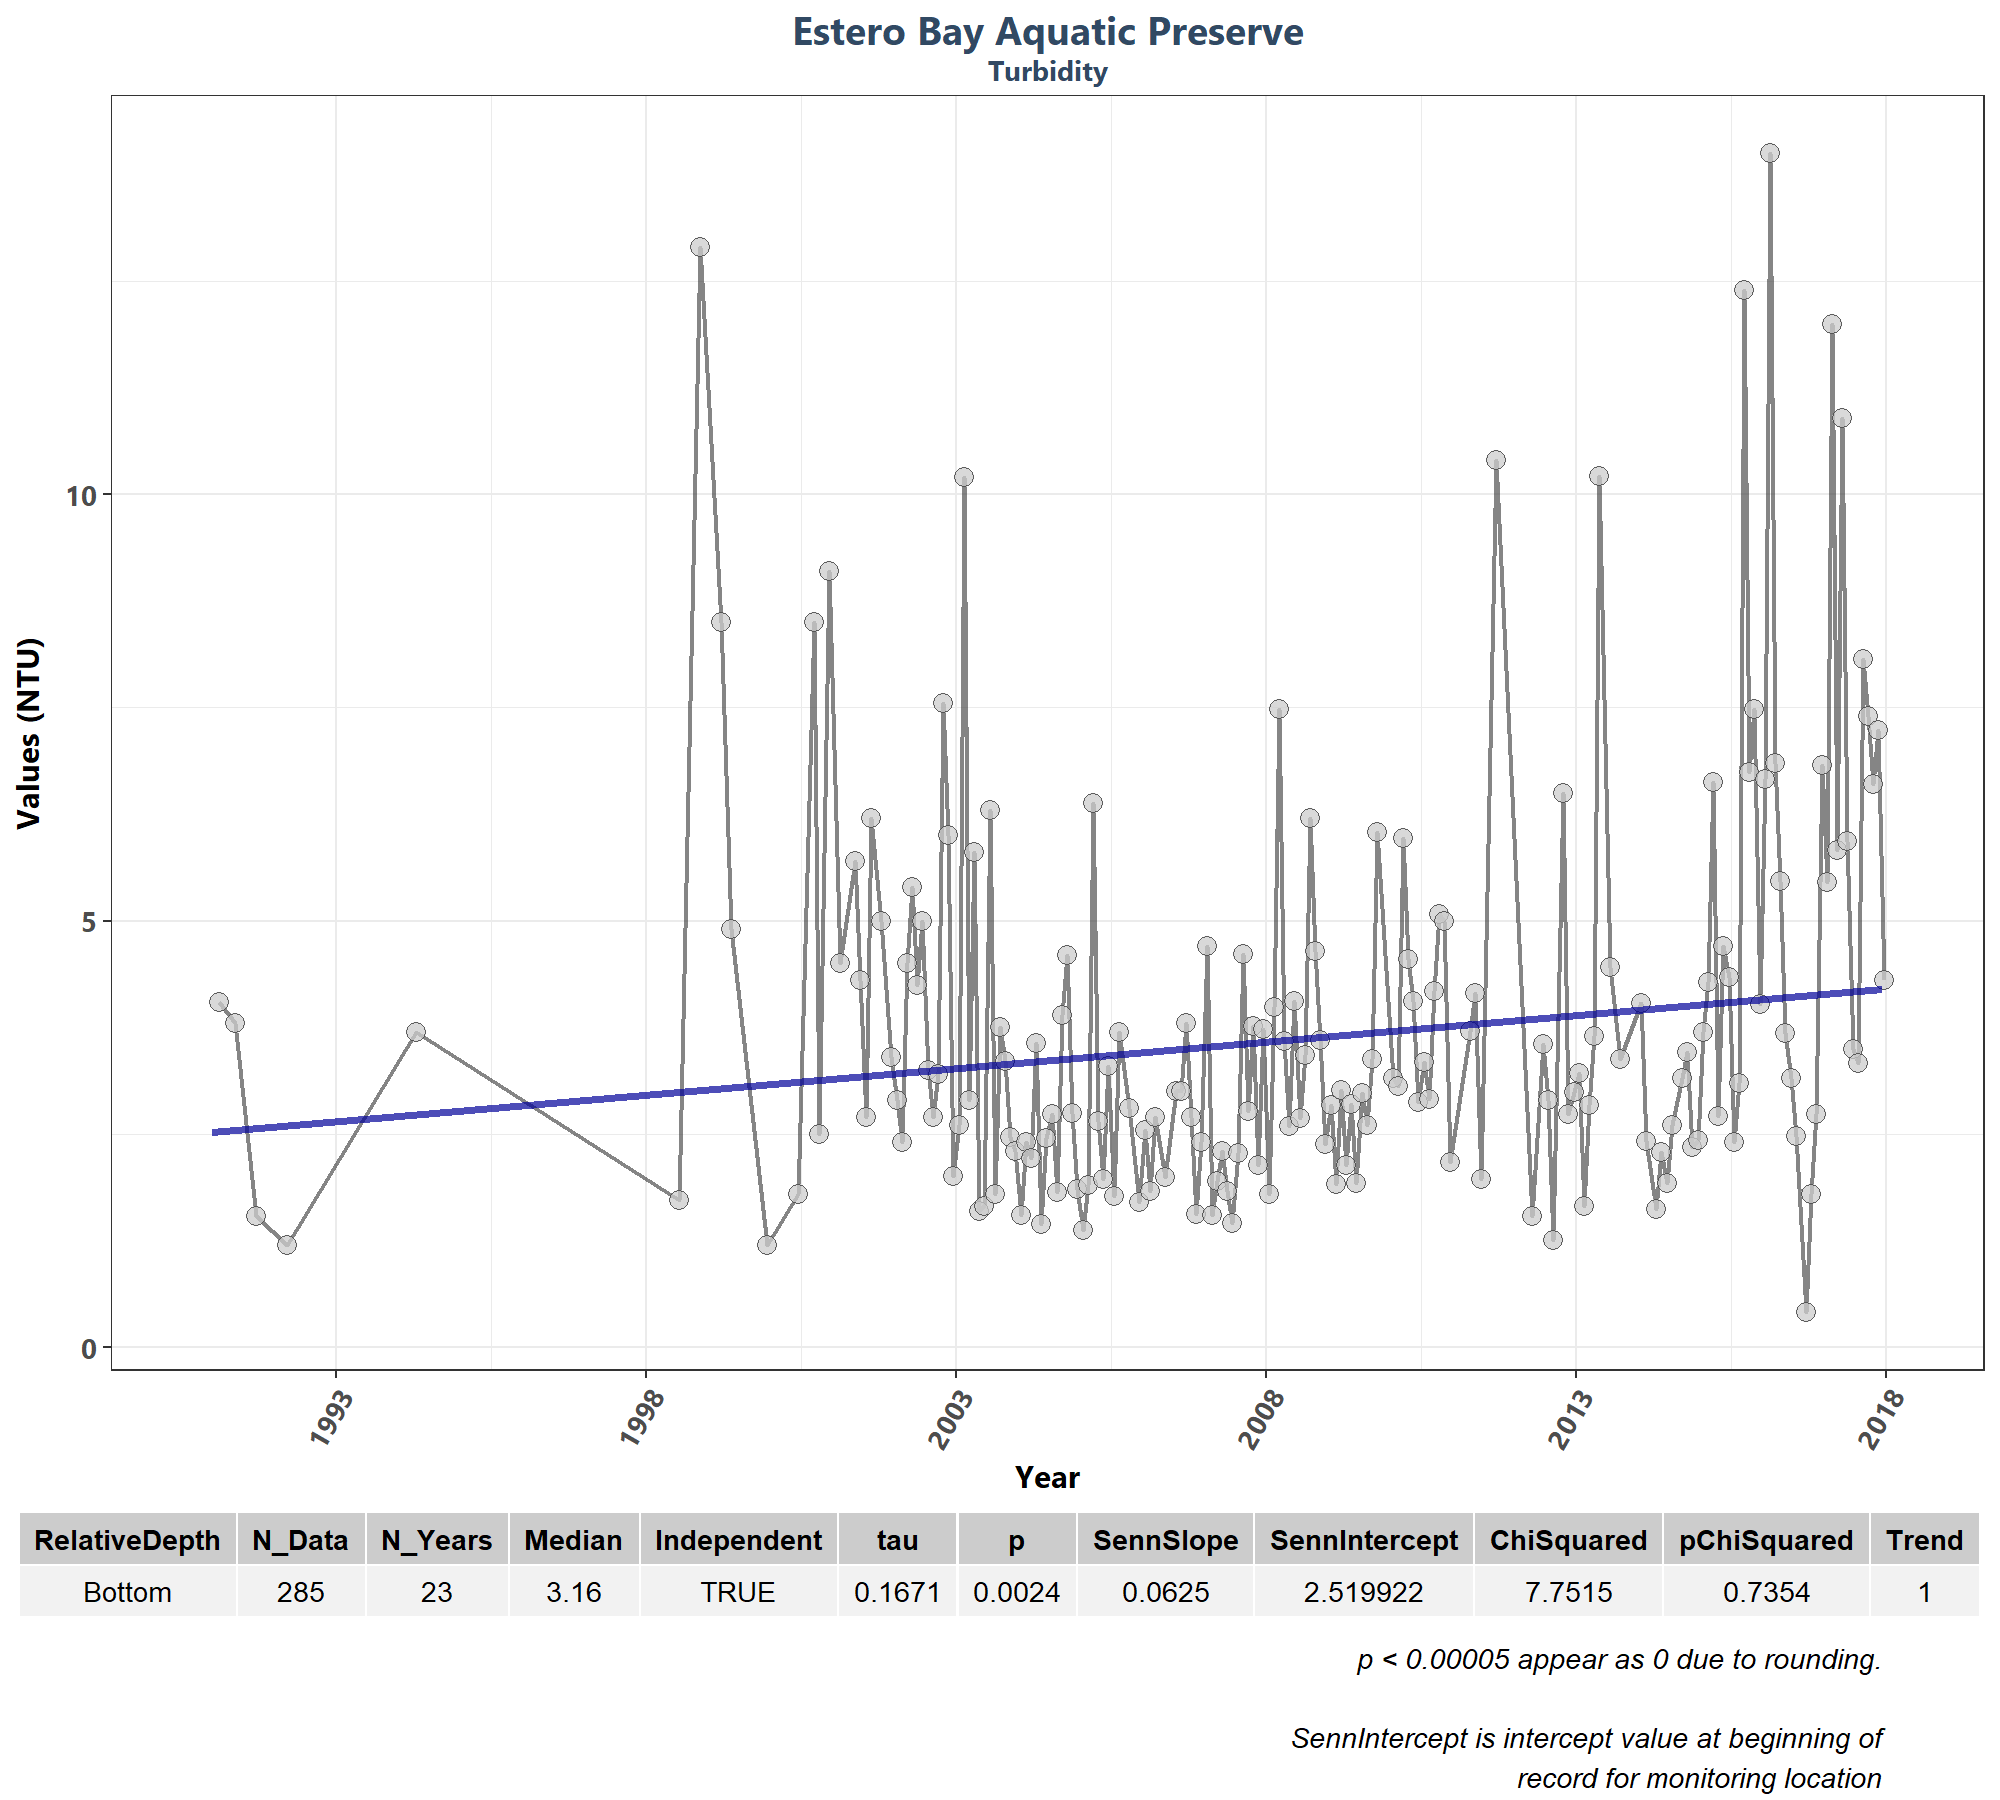 Estero Bay Aquatic Preserve
Turbidity
Values (NTU)
10
5
0
1993 1998 2003 2008 2013 2018
Year
RelativeDepth N_Data N_Years Median Independent tau p SennSlope SennIntercept ChiSquared pChiSquared Trend
Bottom 285 23 3.16 TRUE 0.1671 0.0024 0.0625 2.519922 7.7515 0.7354 1
p < 0.00005 appear as 0 due to rounding.
SennIntercept is intercept value at beginning of
record for monitoring location